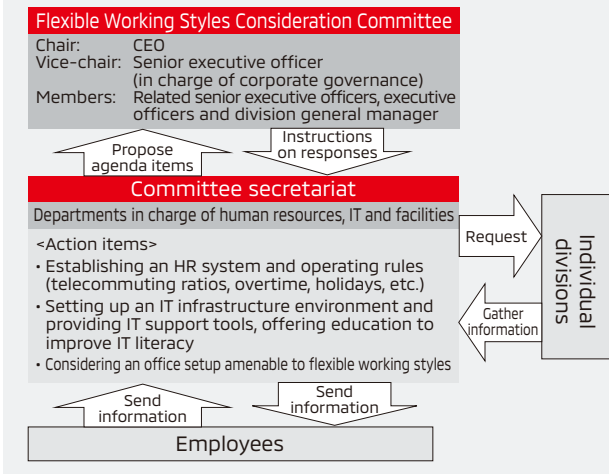 Flexible Working Styles Consideration Committee
Chair: CEO
Vice-chair: Senior executive officer
(in charge of corporate governance)
Members: Related senior executive officers, executive
officers and division general manager
Propose
agenda items
Instructions
on responses
Committee secretariat
Departments in charge of human resources, IT and facilities
<Action items>
・Establishing an HR system and operating rules
(telecommuting ratios, overtime, holidays, etc.)
・Setting up an IT infrastructure environment and
providing IT support tools, offering education to
improve IT literacy
・Considering an office setup amenable to flexible working styles
Request
Gather
information
Individual
divisions
Send
information
Send
information
Employees